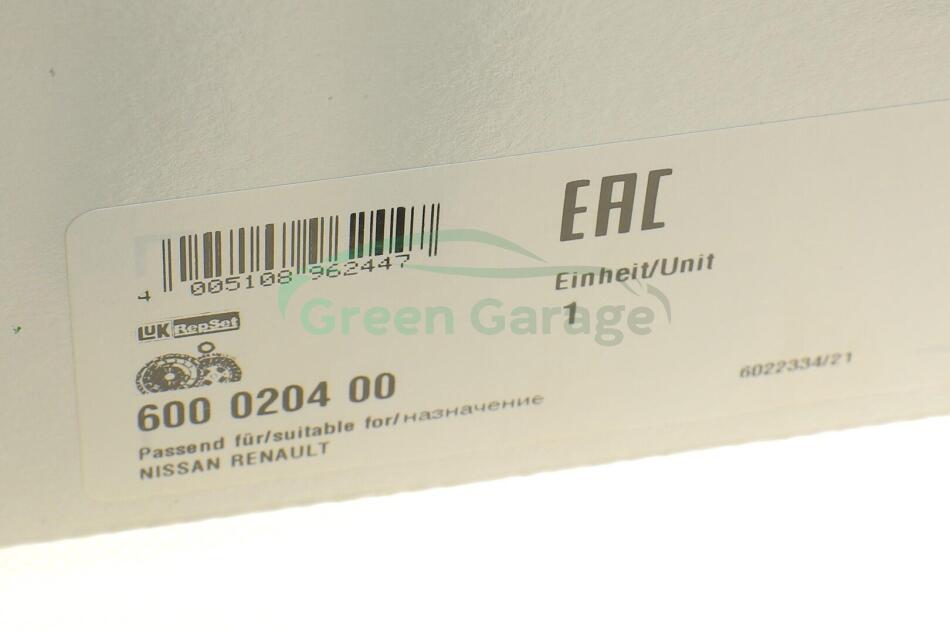 EAC
4 005108 962447
Einheit/Unit
1
Green Garage
LuK RepSet
600 0204 00
6022334/21
Passend für/suitable for/назначение
NISSAN RENAULT